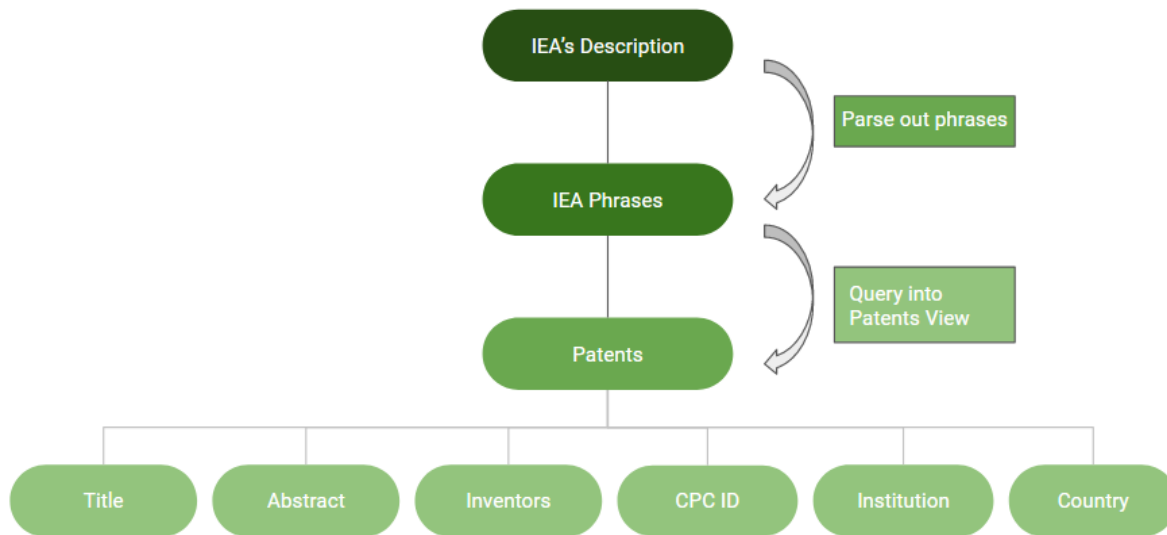 IEA's Description
Parse out phrases
IEA Phrases
Query into
Patents View
Patents
Title
Abstract
Inventors
CPC ID
Institution
Country